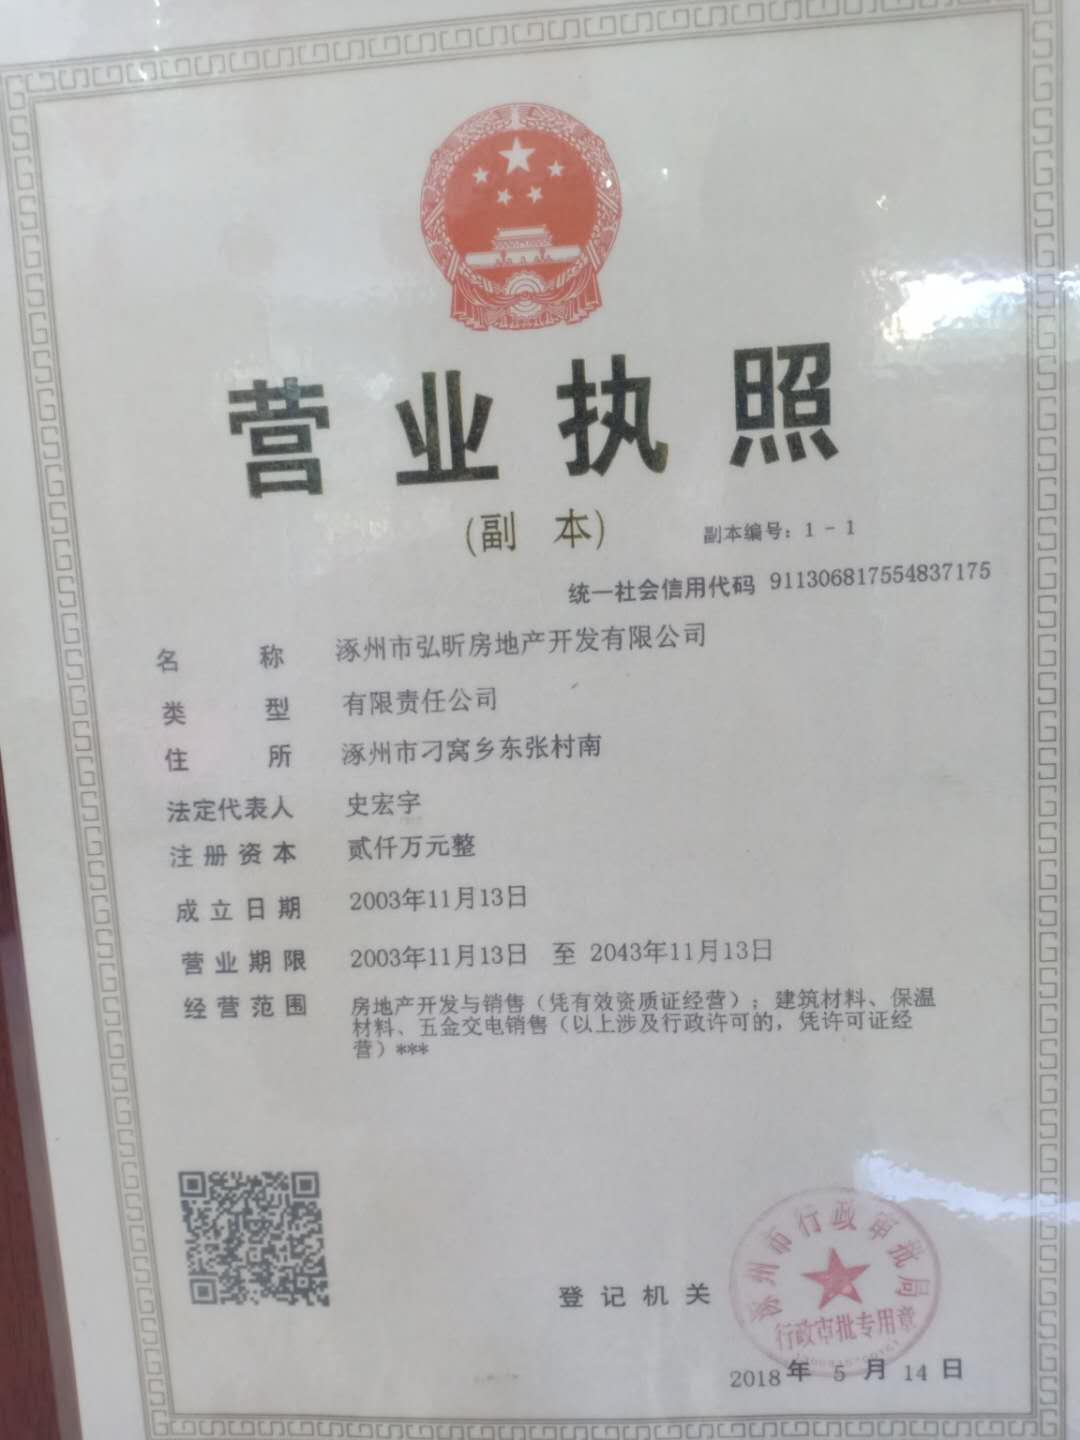 营业执照
(副 本)
副本编号：1 - 1
统一社会信用代码 911306817554837175
名 称 涿州市弘昕房地产开发有限公司
类 型 有限责任公司
住 所 涿州市刁窝乡东张村南
法定代表人 史宏宇
注册资本 贰仟万元整
成立日期 2003年11月13日
营业期限 2003年11月13日 至 2043年11月13日
经营范围 房地产开发与销售（凭有效资质证经营）；建筑材料、保温
材料、五金交电销售（以上涉及行政许可的，凭许可证经
营）***
涿州市行政审批局
登记机关
行政审批专用章
2018 年 5 月 14 日